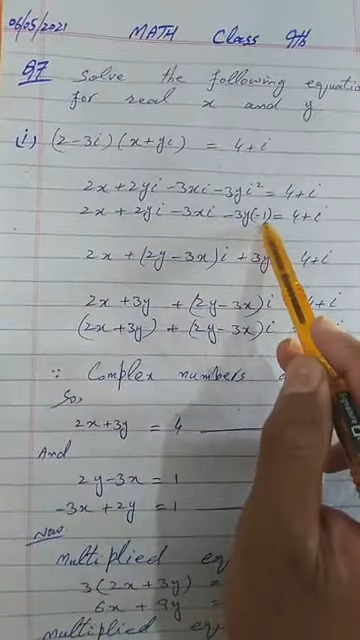 06/05/2021 MATH Class 9th
Q7 Solve the following equation
for real x and y
i) (2-3i)(x+yi) = 4+i
2x+2yi-3xi-3yi²=4+i
2x+2yi-3xi-3y(-1)=4+i
2x+(2y-3x)i+3y 4+i
2x+3y+(2y-3x)i 4+i
(2x+3y)+(2y-3x)i
∵ Complex numbers
So,
2x+3y = 4
And
2y-3x = 1
-3x+2y = 1
Now
Multiplied
3(2x+3y) =
6x+9y =
Multiplied